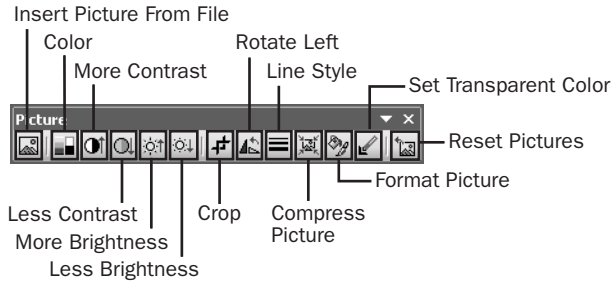 Insert Picture From File
Color
Rotate Left
More Contrast
Line Style
Set Transparent Color
Picture
Reset Pictures
Format Picture
Less Contrast
Crop
Compress
Picture
More Brightness
Less Brightness